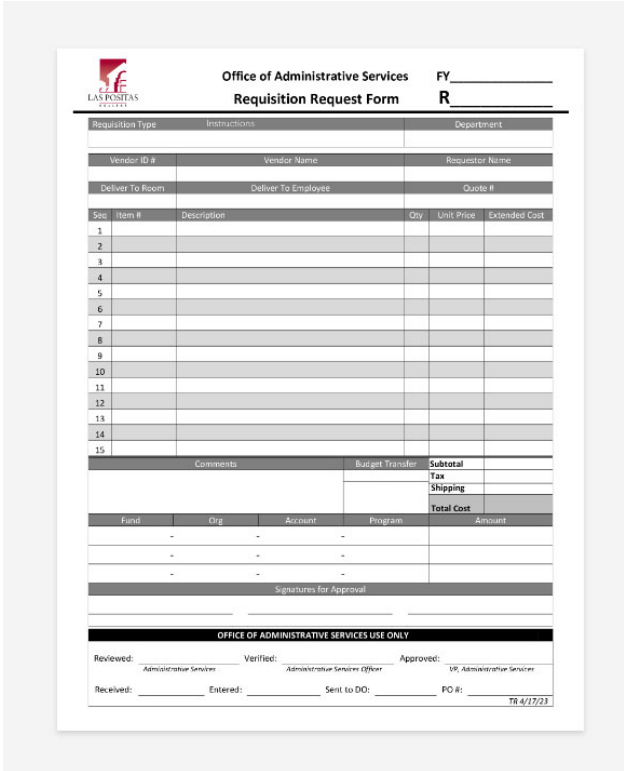 LAS POSITAS
COLLEGE
Office of Administrative Services FY
Requisition Request Form R
Requisition Type Instructions Department
Vendor ID # Vendor Name Requestor Name
Deliver To Room Deliver To Employee Quote #
Seq Item # Description Qty Unit Price Extended Cost
1
2
3
4
5
6
7
8
9
10
11
12
13
14
15
Comments Budget Transfer Subtotal
Tax
Shipping
Total Cost
Fund Org Account Program Amount
- - -
- - -
- - -
Signatures for Approval
OFFICE OF ADMINISTRATIVE SERVICES USE ONLY
Reviewed: Verified: Approved:
Administrative Services Administrative Services Officer VP, Administrative Services
Received: Entered: Sent to DO: PO #:
TR 4/17/23